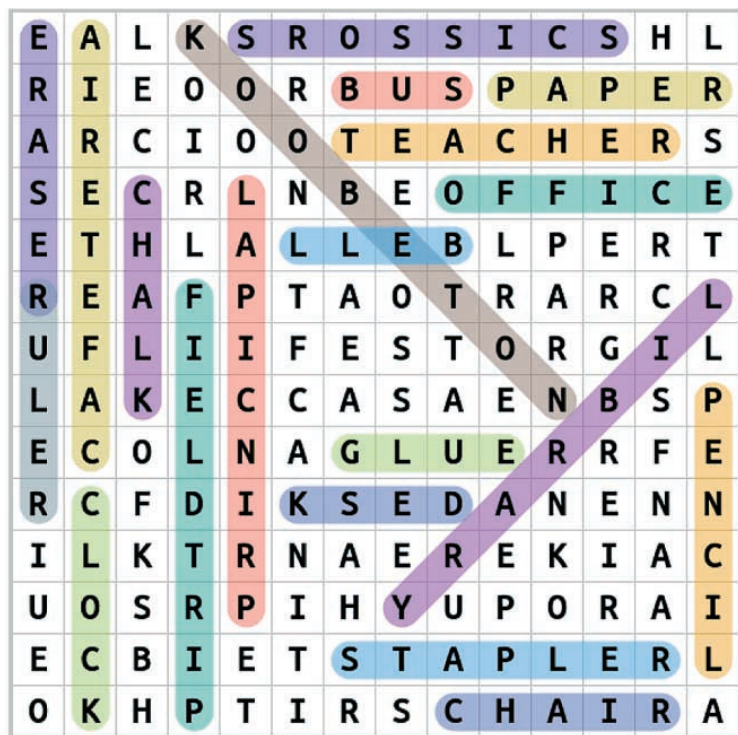 E A L K S R O S S I C S H L
R I E O O R B U S P A P E R
A R C I O O T E A C H E R S
S E C R L N B E O F F I C E
E T H L A L L E B L P E R T
R E A F P T A O T R A R C L
U F L I I F E S T O R G I L
L A K E C C A S A E N B S P
E C O L N A G L U E R R F E
R C F D I K S E D A N E N N
I L K T R N A E R E K I A C
U O S R P I H Y U P O R A I
E C B I E T S T A P L E R L
O K H P T I R S C H A I R A